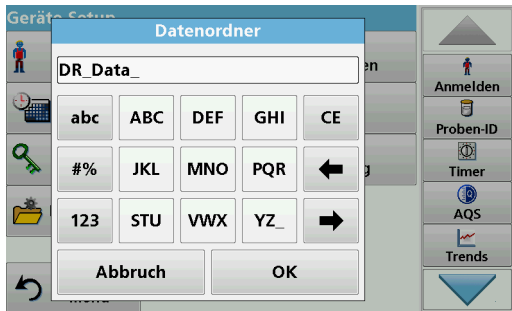 Geräte Setup
Datenordner
DR_Data_
en
abc ABC DEF GHI CE
#% JKL MNO PQR
g
123 STU VWX YZ_
Abbruch OK
Menü
Anmelden
Proben-ID
Timer
AQS
Trends